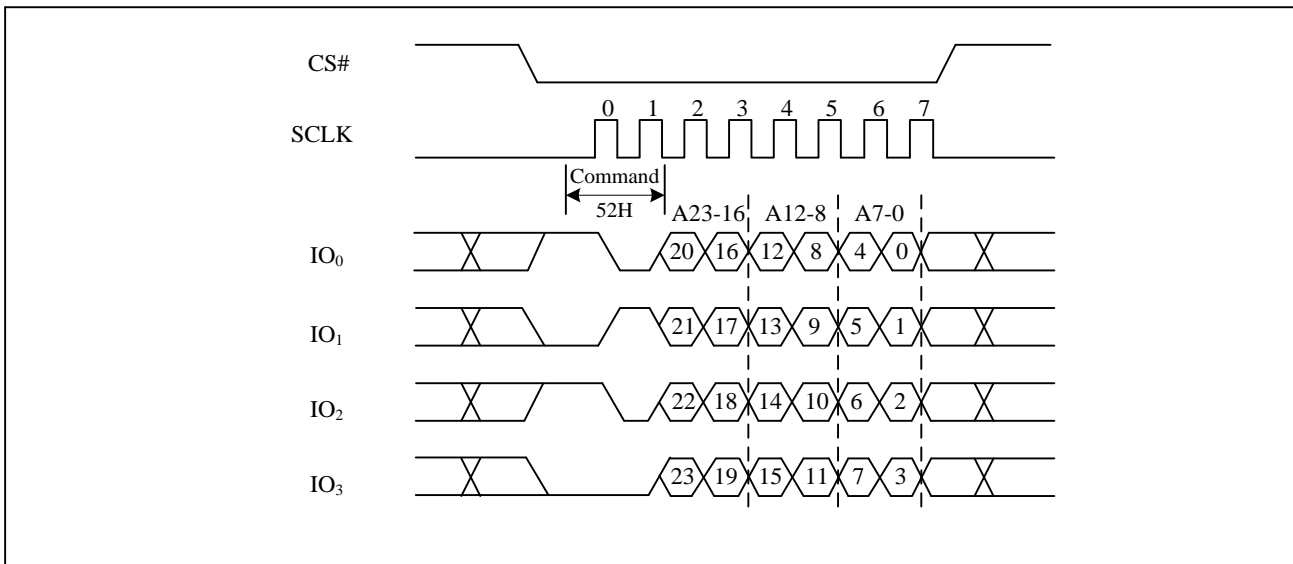 CS#
0 1 2 3 4 5 6 7
SCLK
Command
52H
A23-16 A12-8 A7-0
IO₀ 20 16 12 8 4 0
IO₁ 21 17 13 9 5 1
IO₂ 22 18 14 10 6 2
IO₃ 23 19 15 11 7 3